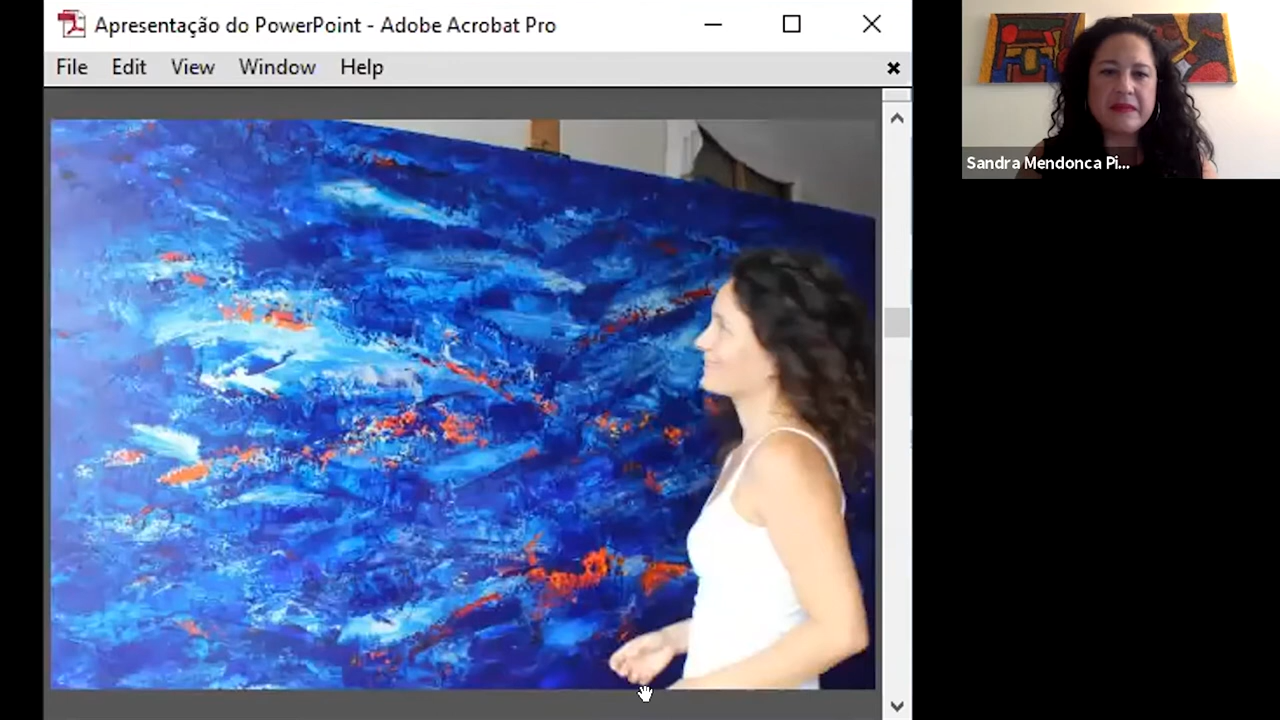 Apresentação do PowerPoint - Adobe Acrobat Pro
File Edit View Window Help
Sandra Mendonca Pi...